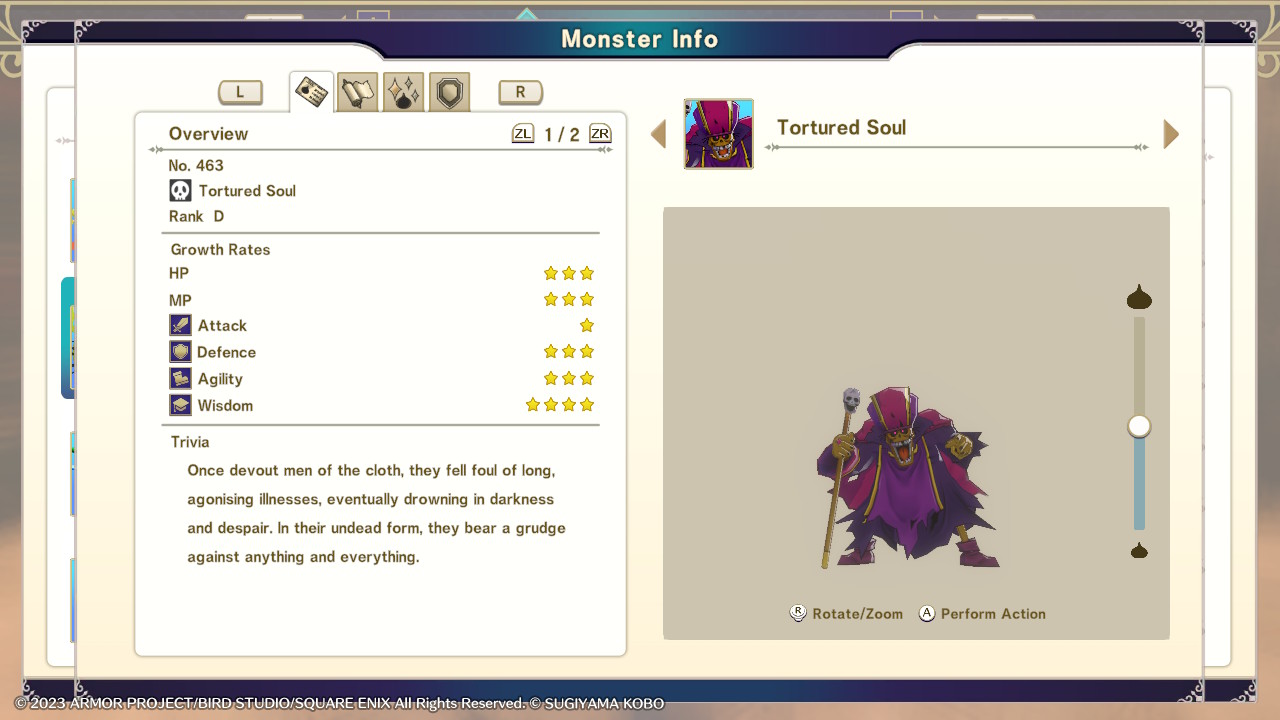 Monster Info
L
R
Overview
ZL 1 / 2 ZR
No. 463
Tortured Soul
Rank D
Growth Rates
HP
MP
Attack
Defence
Agility
Wisdom
Trivia
Once devout men of the cloth, they fell foul of long,
agonising illnesses, eventually drowning in darkness
and despair. In their undead form, they bear a grudge
against anything and everything.
Tortured Soul
R Rotate/Zoom A Perform Action
© 2023 ARMOR PROJECT/BIRD STUDIO/SQUARE ENIX All Rights Reserved. © SUGIYAMA KOBO